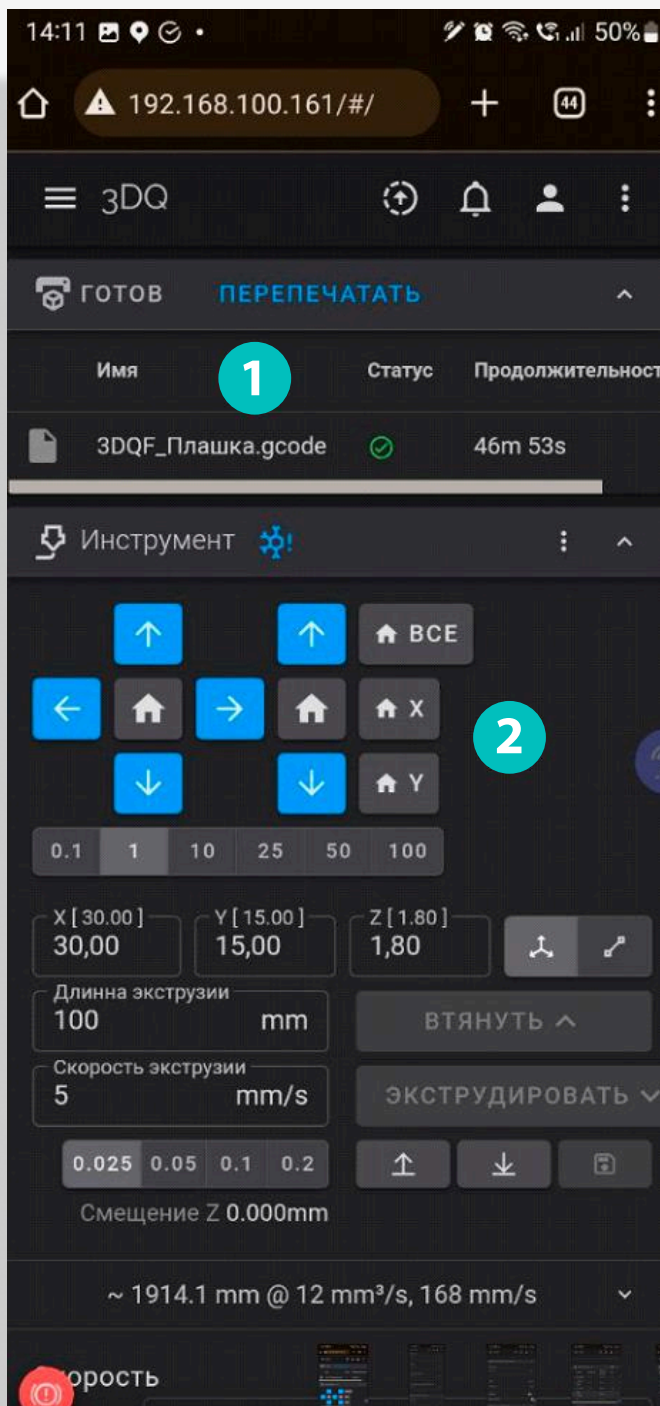 14:11 50%
192.168.100.161/#/ 44
3DQ
ГОТОВ ПЕРЕПЕЧАТАТЬ
Имя 1 Статус Продолжительност
3DQF_Плашка.gcode 46m 53s
Инструмент
ВСЕ
X
2
Y
0.1 1 10 25 50 100
X [ 30.00 ] Y [ 15.00 ] Z [ 1.80 ]
30,00 15,00 1,80
Длинна экструзии
100 mm ВТЯНУТЬ
Скорость экструзии
5 mm/s ЭКСТРУДИРОВАТЬ
0.025 0.05 0.1 0.2
Смещение Z 0.000mm
~ 1914.1 mm @ 12 mm³/s, 168 mm/s
орость